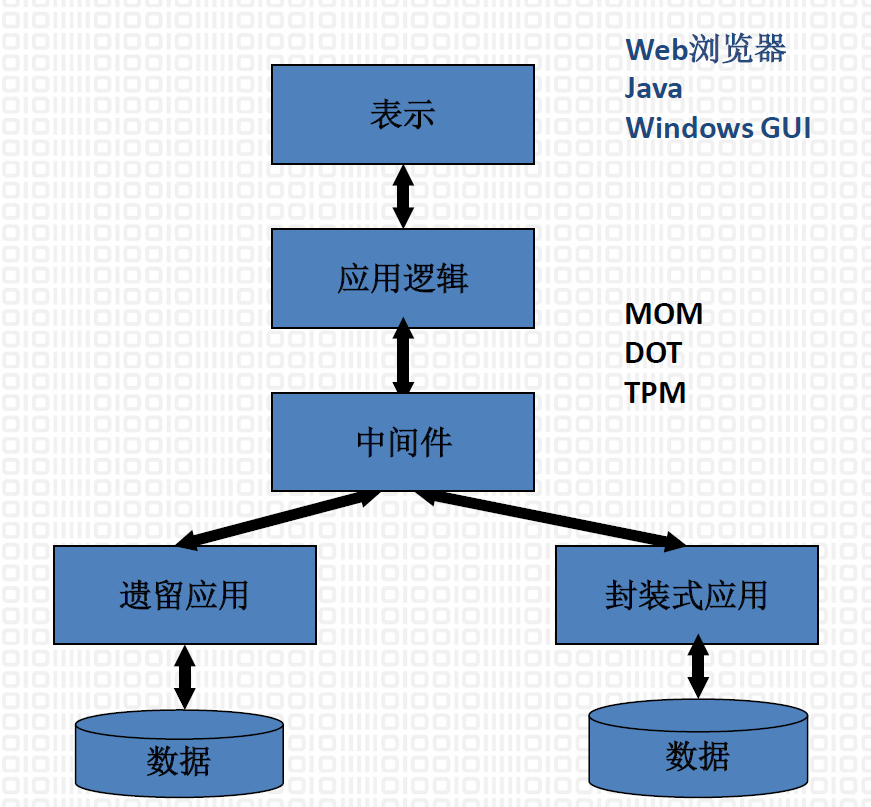 Web浏览器
Java
Windows GUI
表示
应用逻辑
MOM
DOT
TPM
中间件
遗留应用
封装式应用
数据
数据